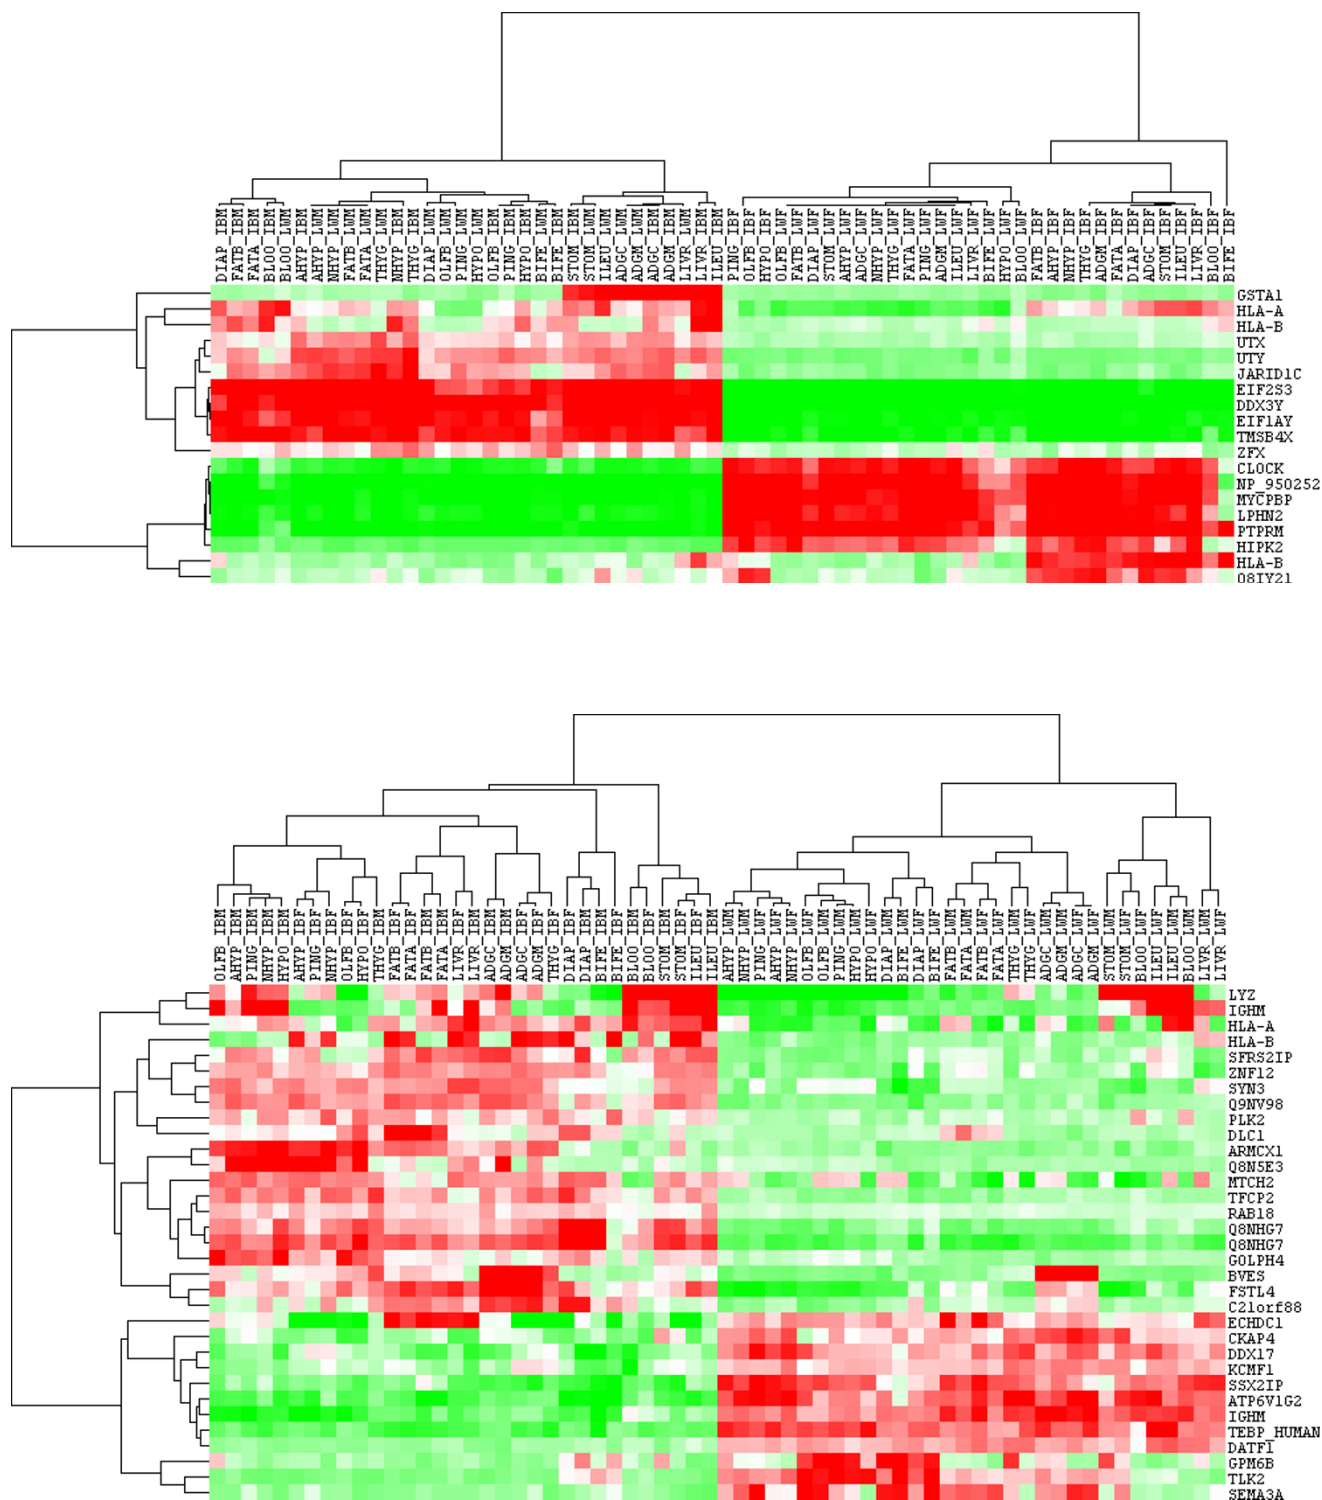 DIAP_IBM
FATB_IBM
FATA_IBM
BLOO_IBM
BLOO_LWM
AHYP_IBM
AHYP_LWM
NHYP_LWM
FATB_LWM
FATA_LWM
THYG_LWM
NHYP_IBM
THYG_IBM
DIAP_LWM
OLFB_LWM
PING_LWM
HYPO_LWM
OLFB_IBM
PING_IBM
HYPO_IBM
BIFE_LWM
BIFE_IBM
STOM_IBM
STOM_LWM
ILEU_LWM
ADGC_LWM
ADGM_LWM
ADGC_IBM
ADGM_IBM
LIVR_LWM
LIVR_IBM
ILEU_IBM
PING_IBF
OLFB_IBF
HYPO_IBF
OLFB_LWF
FATB_LWF
DIAP_LWF
STOM_LWF
AHYP_LWF
ADGC_LWF
NHYP_LWF
THYG_LWF
FATA_LWF
PING_LWF
ADGM_LWF
ILEU_LWF
LIVR_LWF
BIFE_LWF
HYPO_LWF
BLOO_LWF
FATB_IBF
AHYP_IBF
NHYP_IBF
THYG_IBF
ADGM_IBF
FATA_IBF
DIAP_IBF
ADGC_IBF
STOM_IBF
ILEU_IBF
LIVR_IBF
BLOO_IBF
BIFE_IBF
GSTA1
HLA-A
HLA-B
UTX
UTY
JARID1C
EIF2S3
DDX3Y
EIF1AY
TMSB4X
ZFX
CLOCK
NP_950252
MYCPBP
LPHN2
PTPRM
HIPK2
HLA-B
Q8IY21
OLFB_IBM
AHYP_IBM
PING_IBM
NHYP_IBM
HYPO_IBM
AHYP_IBF
PING_IBF
NHYP_IBF
OLFB_IBF
HYPO_IBF
THYG_IBM
FATB_IBF
FATA_IBF
FATB_IBM
FATA_IBM
LIVR_IBF
LIVR_IBM
ADGC_IBM
ADGM_IBM
ADGC_IBF
ADGM_IBF
THYG_IBF
DIAP_IBF
DIAP_IBM
BIFE_IBM
BIFE_IBF
BLOO_IBM
BLOO_IBF
STOM_IBM
STOM_IBF
ILEU_IBF
ILEU_IBM
AHYP_LWM
NHYP_LWM
PING_LWF
AHYP_LWF
NHYP_LWF
OLFB_LWF
OLFB_LWM
PING_LWM
HYPO_LWM
HYPO_LWF
DIAP_LWM
BIFE_LWM
DIAP_LWF
BIFE_LWF
FATB_LWM
FATA_LWM
FATB_LWF
FATA_LWF
THYG_LWM
THYG_LWF
ADGC_LWM
ADGM_LWM
ADGC_LWF
ADGM_LWF
STOM_LWM
STOM_LWF
BLOO_LWF
ILEU_LWF
ILEU_LWM
BLOO_LWM
LIVR_LWM
LIVR_LWF
LYZ
IGHM
HLA-A
HLA-B
SFRS2IP
ZNF12
SYN3
Q9NV98
PLK2
DLC1
ARMCX1
Q8N5E3
MTCH2
TFCP2
RAB18
Q8NHG7
Q8NHG7
GOLPH4
BVES
FSTL4
C21orf88
ECHDC1
CKAP4
DDX17
KCMF1
SSX2IP
ATP6V1G2
IGHM
TEBP_HUMAN
DATF1
GPM6B
TLK2
SEMA3A